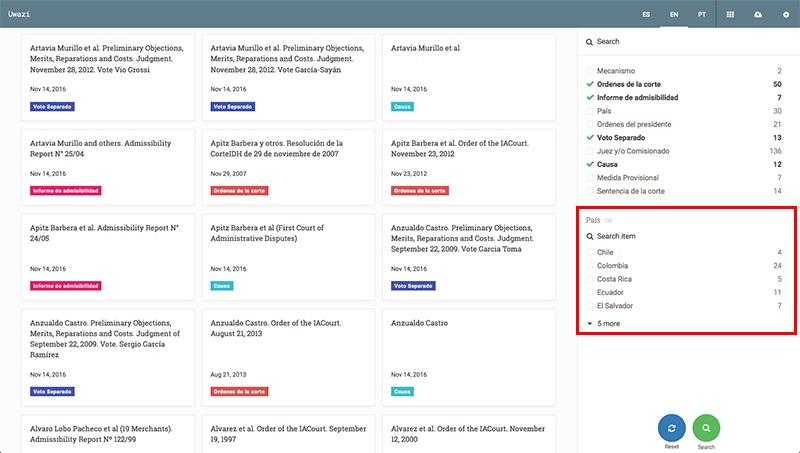 Uwazi
ES
EN
PT
Artavia Murillo et al. Preliminary Objections,
Merits, Reparations and Costs. Judgment.
November 28, 2012. Vote Vio Grossi
Nov 14, 2016
Voto Separado
Artavia Murillo et al. Preliminary Objections,
Merits, Reparations and Costs. Judgment.
November 28, 2012. Vote García-Sayán
Nov 14, 2016
Voto Separado
Artavia Murillo et al
Nov 14, 2016
Causa
Artavia Murillo and others. Admissibility
Report N° 25/04
Nov 14, 2016
Informe de admisibilidad
Apitz Barbera y otros. Resolución de la
CorteIDH de 29 de noviembre de 2007
Nov 29, 2007
Ordenes de la corte
Apitz Barbera et al. Order of the IACourt.
November 23, 2012
Nov 23, 2012
Ordenes de la corte
Apitz Barbera et al. Admissibility Report N°
24/05
Nov 14, 2016
Informe de admisibilidad
Apitz Barbera et al (First Court of
Administrative Disputes)
Nov 14, 2016
Causa
Anzualdo Castro. Preliminary Objections,
Merits, Reparations and Costs. Judgment.
September 22, 2009. Vote Garcia Toma
Nov 14, 2016
Voto Separado
Anzualdo Castro. Preliminary Objections,
Merits, Reparations and Costs. Judgment of
September 22, 2009. Vote. Sergio García
Ramírez
Nov 14, 2016
Voto Separado
Anzualdo Castro. Order of the IACourt.
August 21, 2013
Aug 21, 2013
Ordenes de la corte
Anzualdo Castro
Nov 14, 2016
Causa
Alvaro Lobo Pacheco et al (19 Merchants).
Admissibility Report Nº 122/99
Alvarez et al. Order of the IACourt. September
19, 1997
Alvarez et al. Order of the IACourt. November
12, 2000
Search
Mecanismo 2
Ordenes de la corte 50
Informe de admisibilidad 7
País 30
Ordenes del presidente 21
Voto Separado 13
Juez y/o Comisionado 136
Causa 12
Medida Provisional 7
Sentencia de la corte 14
País
Search item
Chile 4
Colombia 24
Costa Rica 5
Ecuador 11
El Salvador 7
5 more
Reset
Search